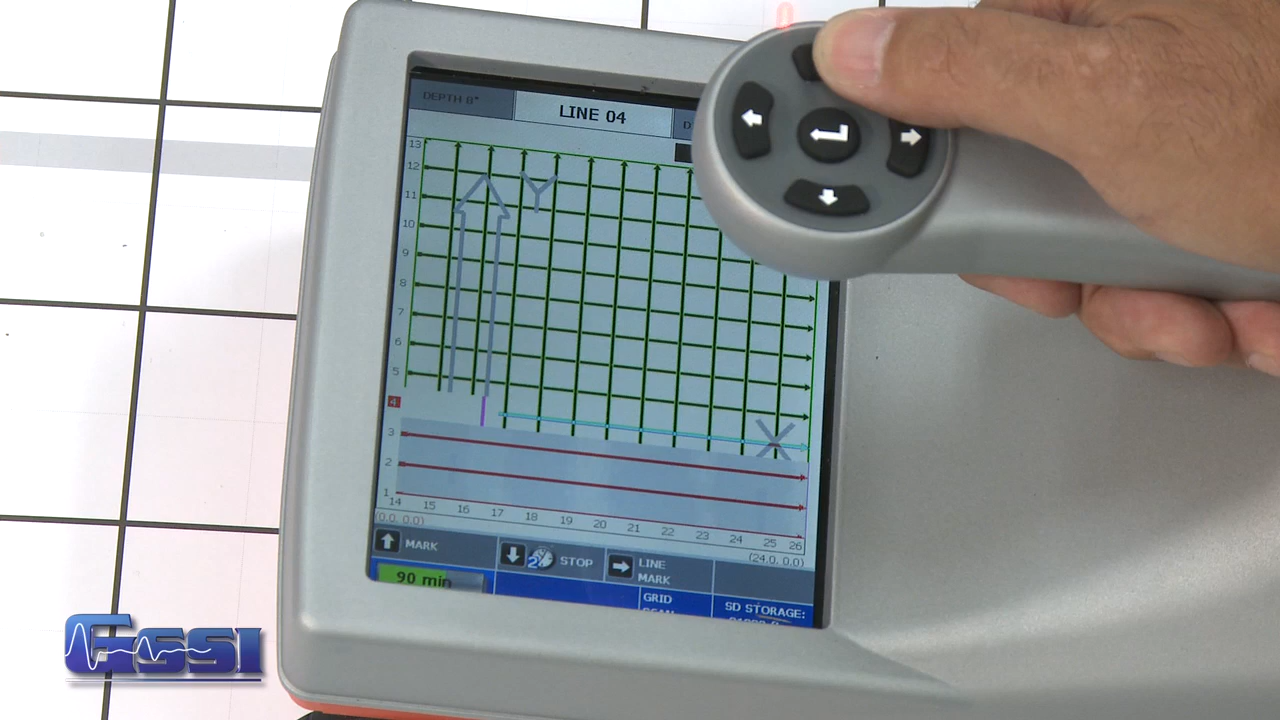 DEPTH 8"
LINE 04
D
13
12
11
10
9
8
7
6
5
4
3
2
1
Y
X
14 15 16 17 18 19 20 21 22 23 24 25 26
(0.0, 0.0)
(24.0, 0.0)
MARK
2
STOP
LINE
MARK
90 min
GRID
SD STORAGE:
GSSI